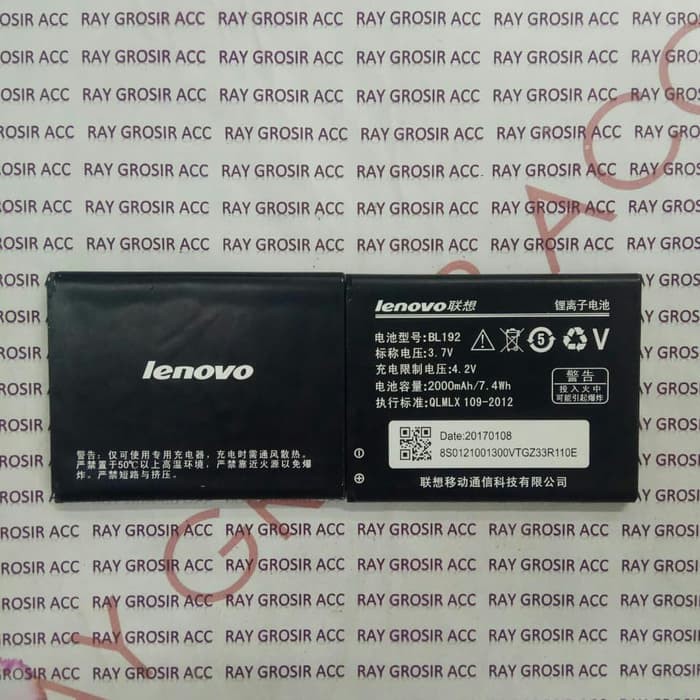 RAY GROSIR ACC
lenovo
警告：仅可使用专用充电器，充电时需通风散热。
严禁置于50℃以上高温环境，严禁靠近火源以免爆
炸。严禁短路与挤压。
lenovo联想 锂离子电池
电池型号:BL192
标称电压:3.7V
充电限制电压:4.2V
电池容量:2000mAh/7.4Wh
执行标准:QLMLX 109-2012
5
V
警告
投入火中
可能引起爆炸
Date:20170108
8S0121001300VTGZ33R110E
联想移动通信科技有限公司